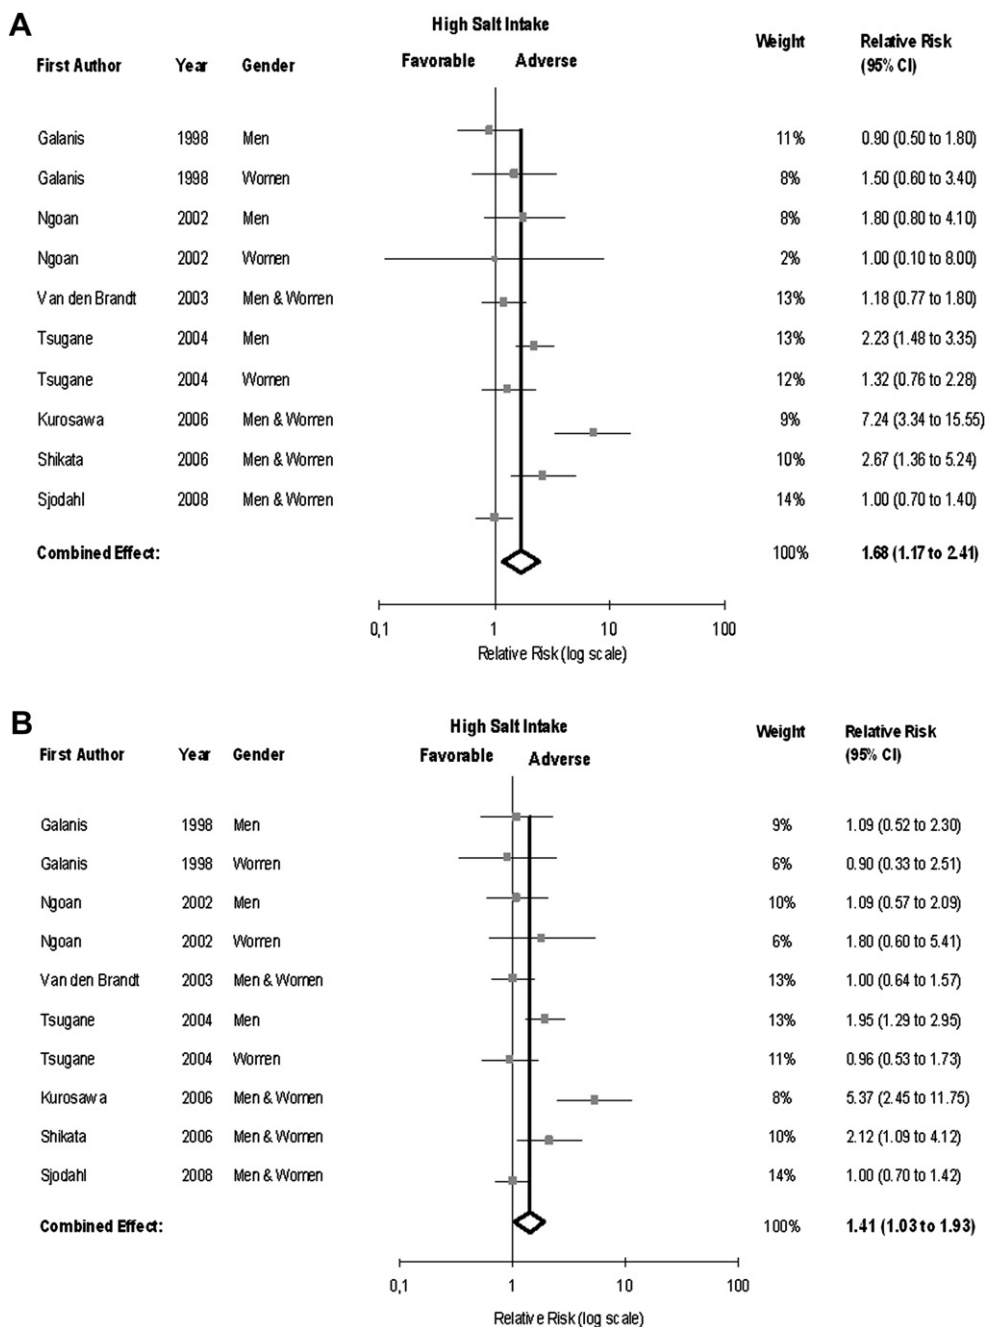 A
High Salt Intake
Favorable Adverse
First Author Year Gender Weight Relative Risk (95% CI)
Galanis 1998 Men 11% 0.90 (0.50 to 1.80)
Galanis 1998 Women 8% 1.50 (0.60 to 3.40)
Ngoan 2002 Men 8% 1.80 (0.80 to 4.10)
Ngoan 2002 Women 2% 1.00 (0.10 to 8.00)
Van den Brandt 2003 Men & Women 13% 1.18 (0.77 to 1.80)
Tsugane 2004 Men 13% 2.23 (1.48 to 3.35)
Tsugane 2004 Women 12% 1.32 (0.76 to 2.28)
Kurosawa 2006 Men & Women 9% 7.24 (3.34 to 15.55)
Shikata 2006 Men & Women 10% 2.67 (1.36 to 5.24)
Sjodahl 2008 Men & Women 14% 1.00 (0.70 to 1.40)
Combined Effect: 100% 1.68 (1.17 to 2.41)
0,1 1 10 100
Relative Risk (log scale)
B
High Salt Intake
Favorable Adverse
First Author Year Gender Weight Relative Risk (95% CI)
Galanis 1998 Men 9% 1.09 (0.52 to 2.30)
Galanis 1998 Women 6% 0.90 (0.33 to 2.51)
Ngoan 2002 Men 10% 1.09 (0.57 to 2.09)
Ngoan 2002 Women 6% 1.80 (0.60 to 5.41)
Van den Brandt 2003 Men & Women 13% 1.00 (0.64 to 1.57)
Tsugane 2004 Men 13% 1.95 (1.29 to 2.95)
Tsugane 2004 Women 11% 0.96 (0.53 to 1.73)
Kurosawa 2006 Men & Women 8% 5.37 (2.45 to 11.75)
Shikata 2006 Men & Women 10% 2.12 (1.09 to 4.12)
Sjodahl 2008 Men & Women 14% 1.00 (0.70 to 1.42)
Combined Effect: 100% 1.41 (1.03 to 1.93)
0,1 1 10 100
Relative Risk (log scale)